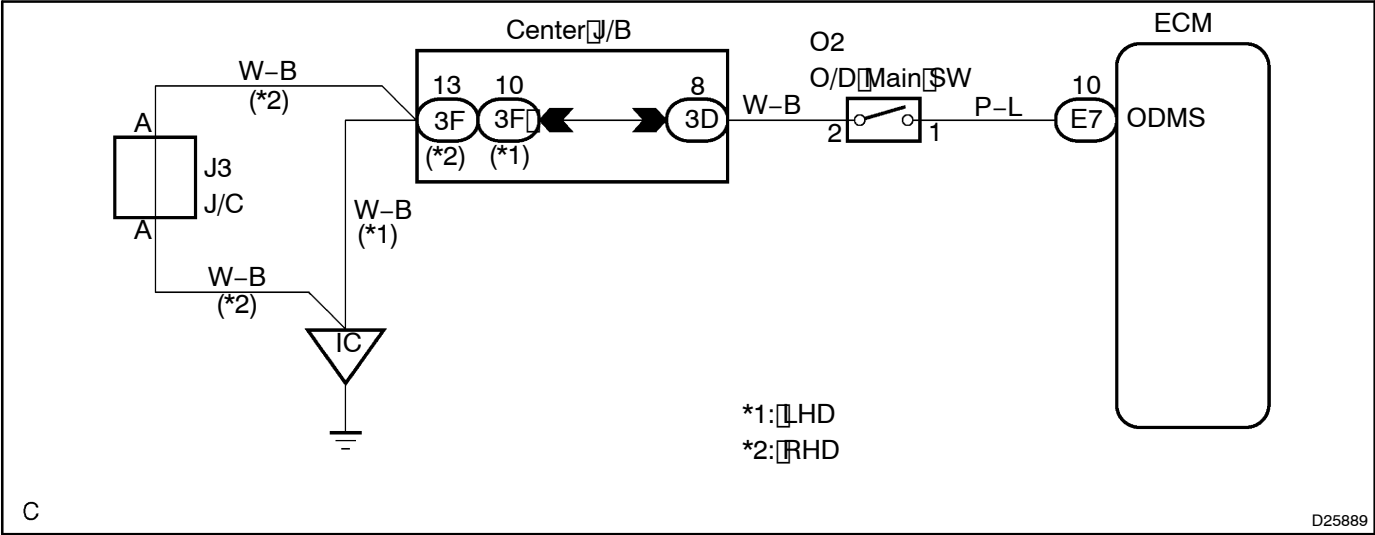 Center J/B
ECM
O2
O/D Main SW
W−B
(*2)
13
10
8
W−B
P−L
10
A
3F
3F
3D
2
1
E7
ODMS
(*2)
(*1)
J3
J/C
A
W−B
(*1)
W−B
(*2)
IC
*1: LHD
*2: RHD
C
D25889